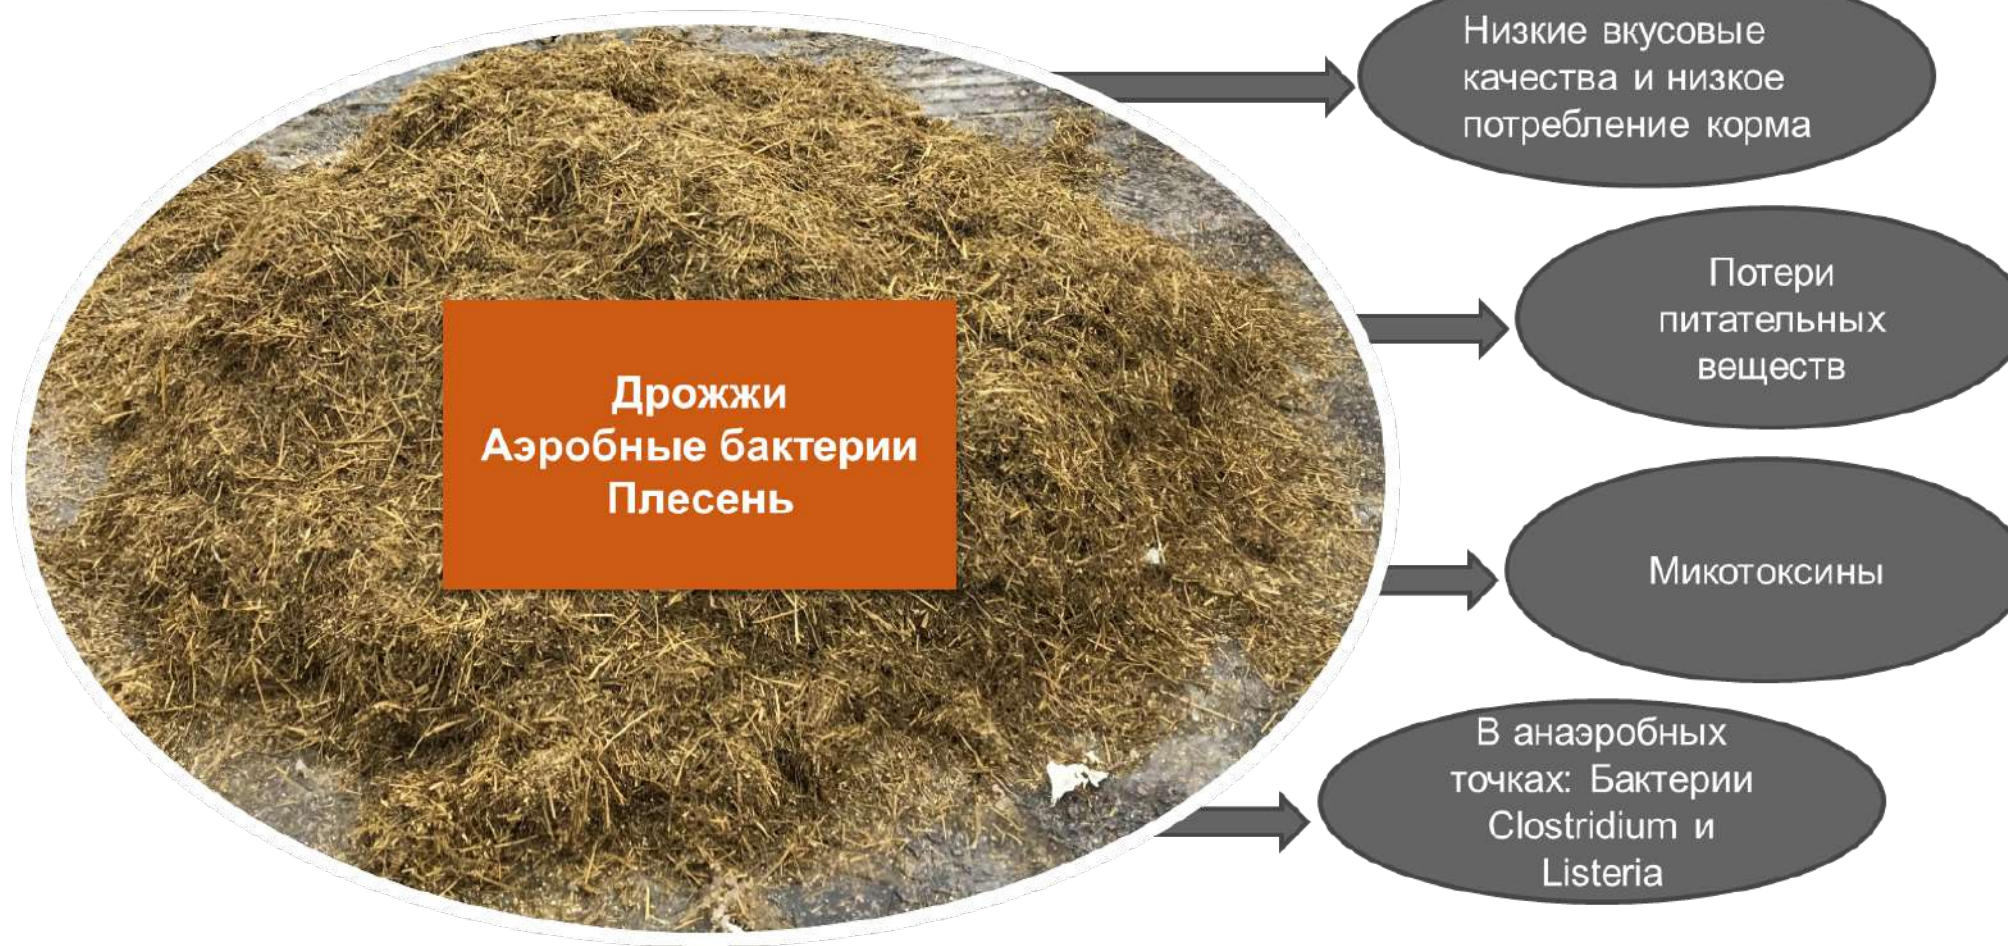 Низкие вкусовые
качества и низкое
потребление корма
Потери
питательных
веществ
Дрожжи
Аэробные бактерии
Плесень
Микотоксины
В анаэробных
точках: Бактерии
Clostridium и
Listeria